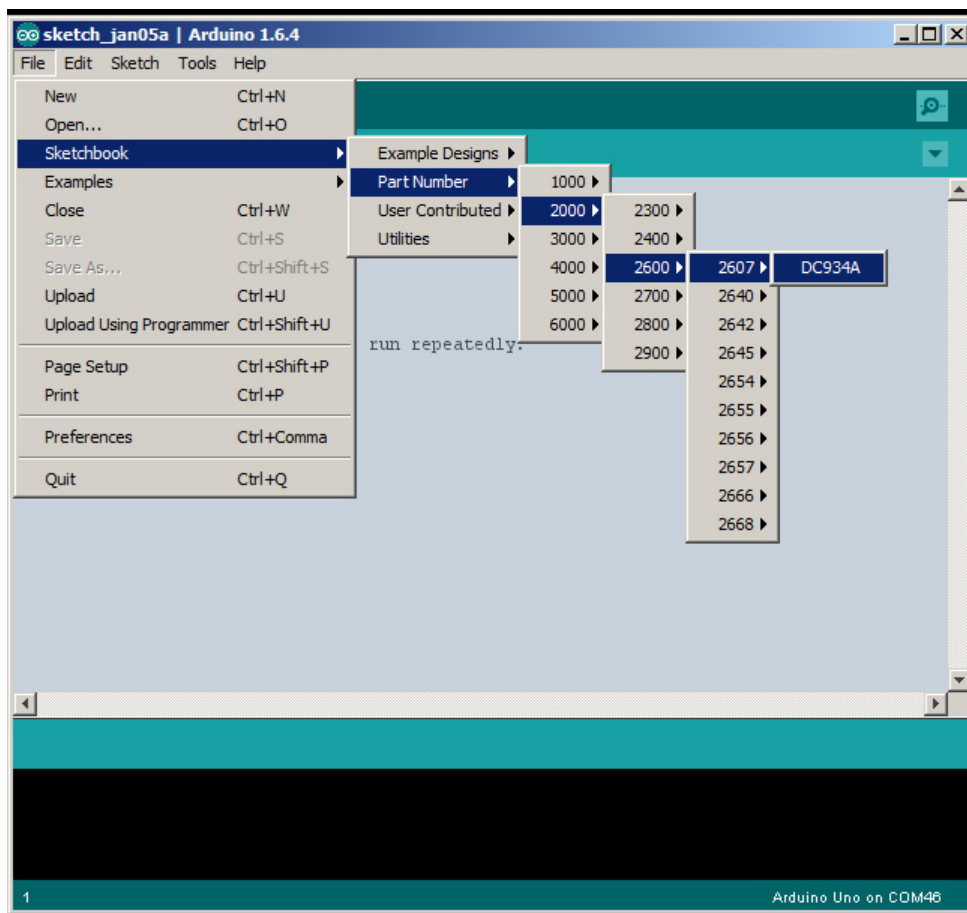 sketch_jan05a | Arduino 1.6.4
File Edit Sketch Tools Help
New Ctrl+N
Open... Ctrl+O
Sketchbook
Examples
Close Ctrl+W
Save Ctrl+S
Save As... Ctrl+Shift+S
Upload Ctrl+U
Upload Using Programmer Ctrl+Shift+U
Page Setup Ctrl+Shift+P
Print Ctrl+P
Preferences Ctrl+Comma
Quit Ctrl+Q
Example Designs
Part Number
User Contributed
Utilities
1000
2000
3000
4000
5000
6000
2300
2400
2600
2700
2800
2900
2607
2640
2642
2645
2654
2655
2656
2657
2666
2668
DC934A
run repeatedly:
1 Arduino Uno on COM46